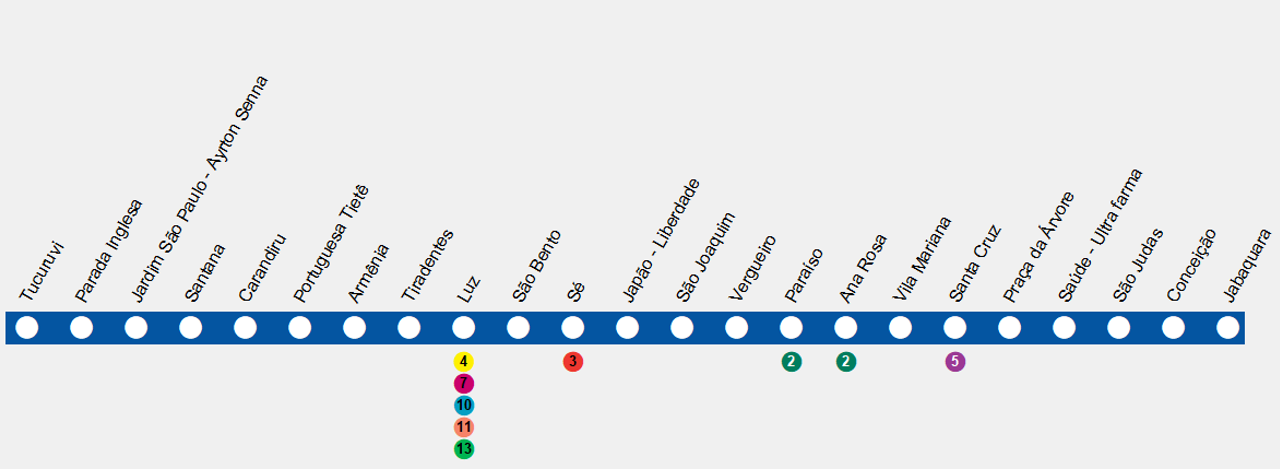 Tucuruvi
Parada Inglesa
Jardim São Paulo - Ayrton Senna
Santana
Carandiru
Portuguesa Tietê
Armênia
Tiradentes
Luz
São Bento
Sé
Japão - Liberdade
São Joaquim
Vergueiro
Paraíso
Ana Rosa
Vila Mariana
Santa Cruz
Praça da Árvore
Saúde - Ultra farma
São Judas
Conceição
Jabaquara
4
3
2
2
5
7
10
11
13